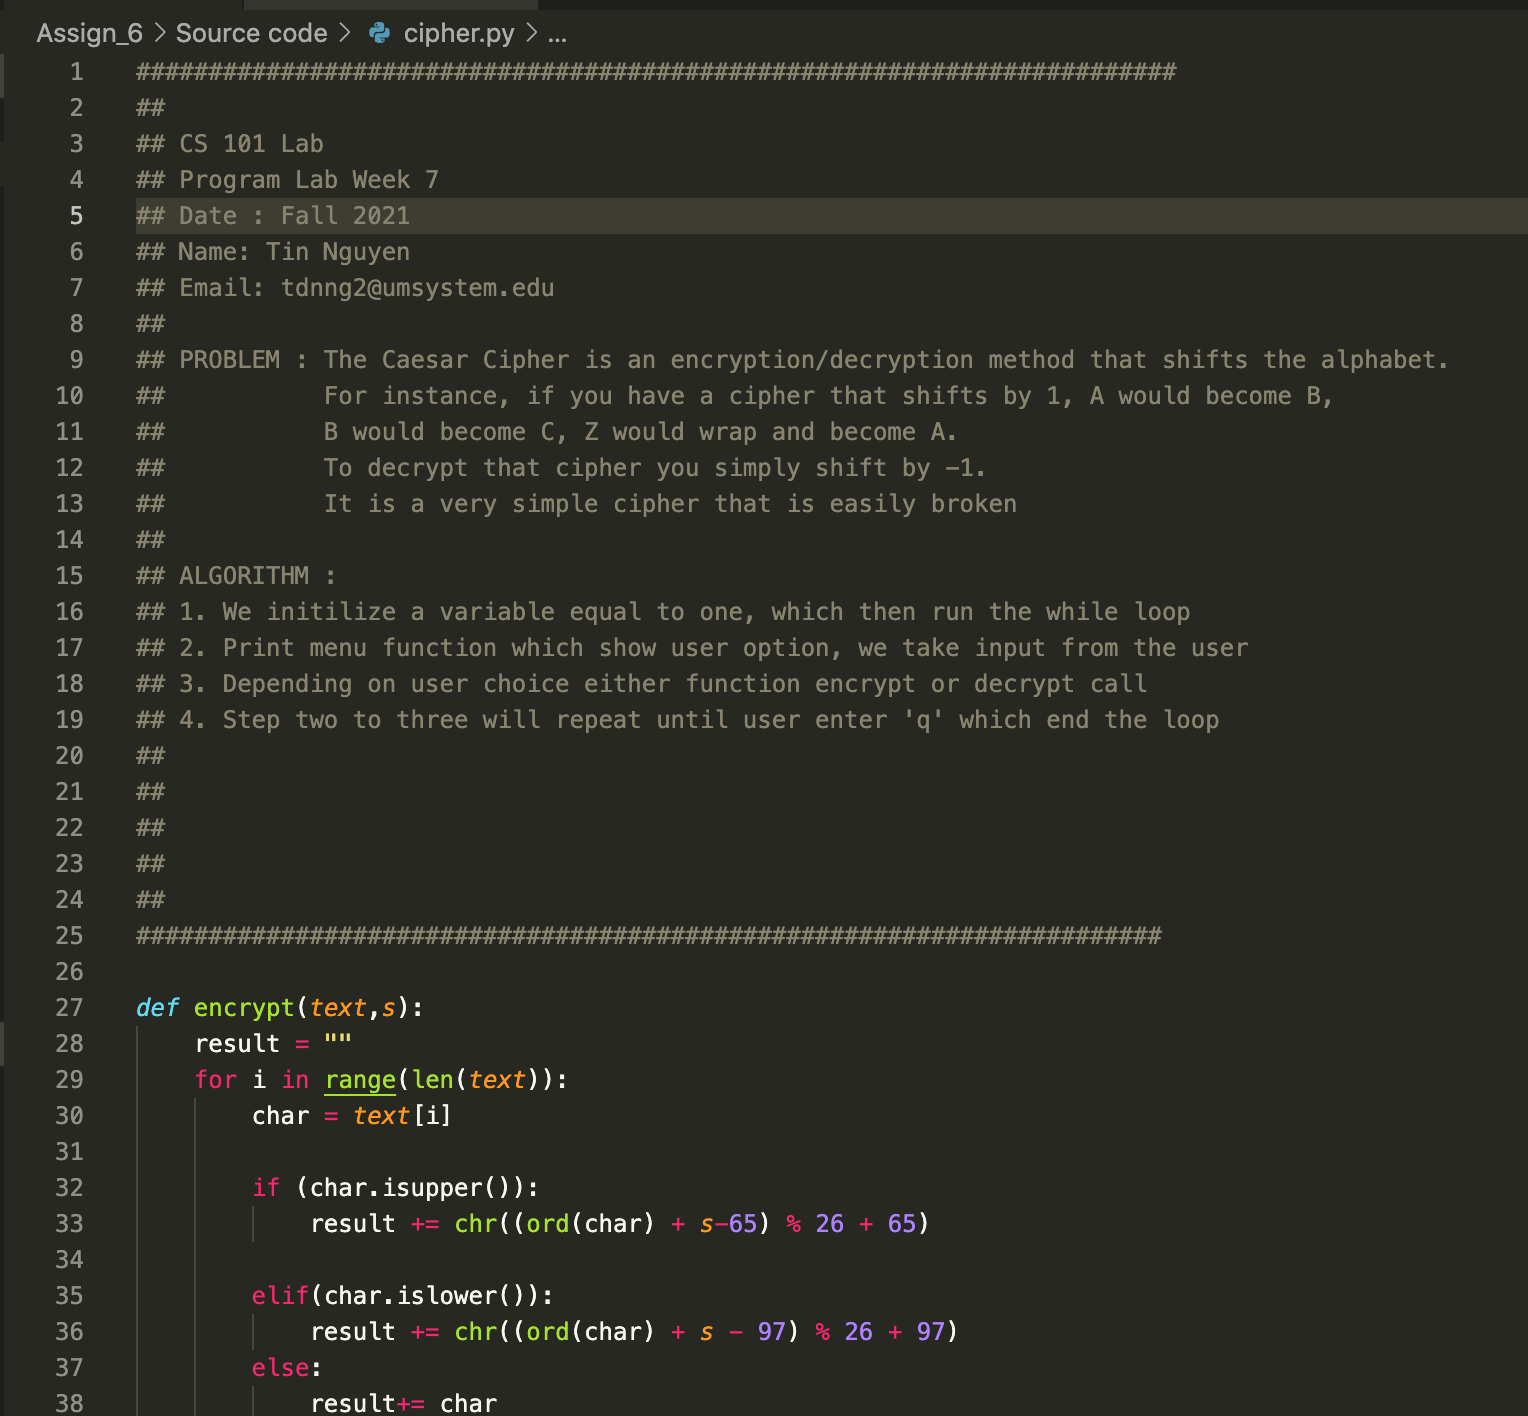 Assign_6 > Source code > cipher.py > ...
1 ########################################################################
2 ##
3 ## CS 101 Lab
4 ## Program Lab Week 7
5 ## Date : Fall 2021
6 ## Name: Tin Nguyen
7 ## Email: tdnng2@umsystem.edu
8 ##
9 ## PROBLEM : The Caesar Cipher is an encryption/decryption method that shifts the alphabet.
10 ##           For instance, if you have a cipher that shifts by 1, A would become B,
11 ##           B would become C, Z would wrap and become A.
12 ##           To decrypt that cipher you simply shift by -1.
13 ##           It is a very simple cipher that is easily broken
14 ##
15 ## ALGORITHM :
16 ## 1. We initilize a variable equal to one, which then run the while loop
17 ## 2. Print menu function which show user option, we take input from the user
18 ## 3. Depending on user choice either function encrypt or decrypt call
19 ## 4. Step two to three will repeat until user enter 'q' which end the loop
20 ##
21 ##
22 ##
23 ##
24 ##
25 #######################################################################
26
27 def encrypt(text,s):
28     result = ""
29     for i in range(len(text)):
30         char = text[i]
31
32         if (char.isupper()):
33             result += chr((ord(char) + s-65) % 26 + 65)
34
35         elif(char.islower()):
36             result += chr((ord(char) + s - 97) % 26 + 97)
37         else:
38             result+= char